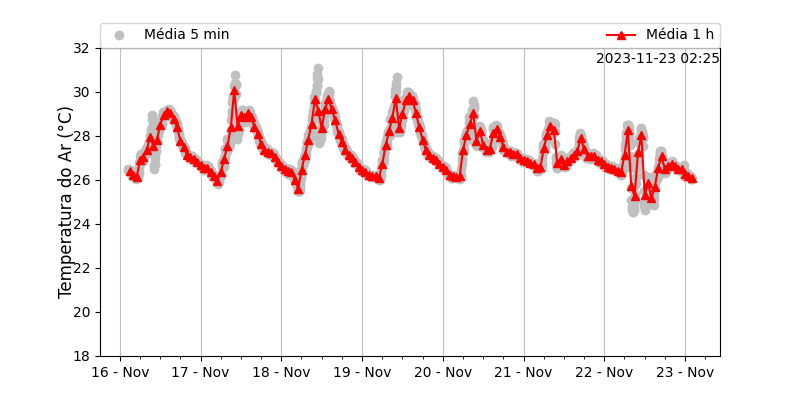 Média 5 min
Média 1 h
2023-11-23 02:25
Temperatura do Ar (°C)
32
30
28
26
24
22
20
18
16 - Nov
17 - Nov
18 - Nov
19 - Nov
20 - Nov
21 - Nov
22 - Nov
23 - Nov